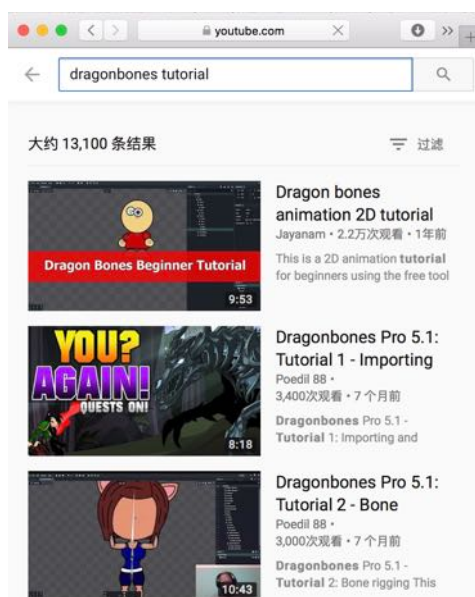 youtube.com
dragonbones tutorial
大约 13,100 条结果
过滤
Dragon Bones Beginner Tutorial
9:53
Dragon bones
animation 2D tutorial
Jayanam • 2.2万次观看 • 1年前
This is a 2D animation tutorial
for beginners using the free tool
YOU?
AGAIN!
QUESTS ON!
8:18
Dragonbones Pro 5.1:
Tutorial 1 - Importing
Poedil 88 •
3,400次观看 • 7 个月前
Dragonbones Pro 5.1 -
Tutorial 1: Importing and
10:43
Dragonbones Pro 5.1:
Tutorial 2 - Bone
Poedil 88 •
3,000次观看 • 7 个月前
Dragonbones Pro 5.1 -
Tutorial 2: Bone rigging This